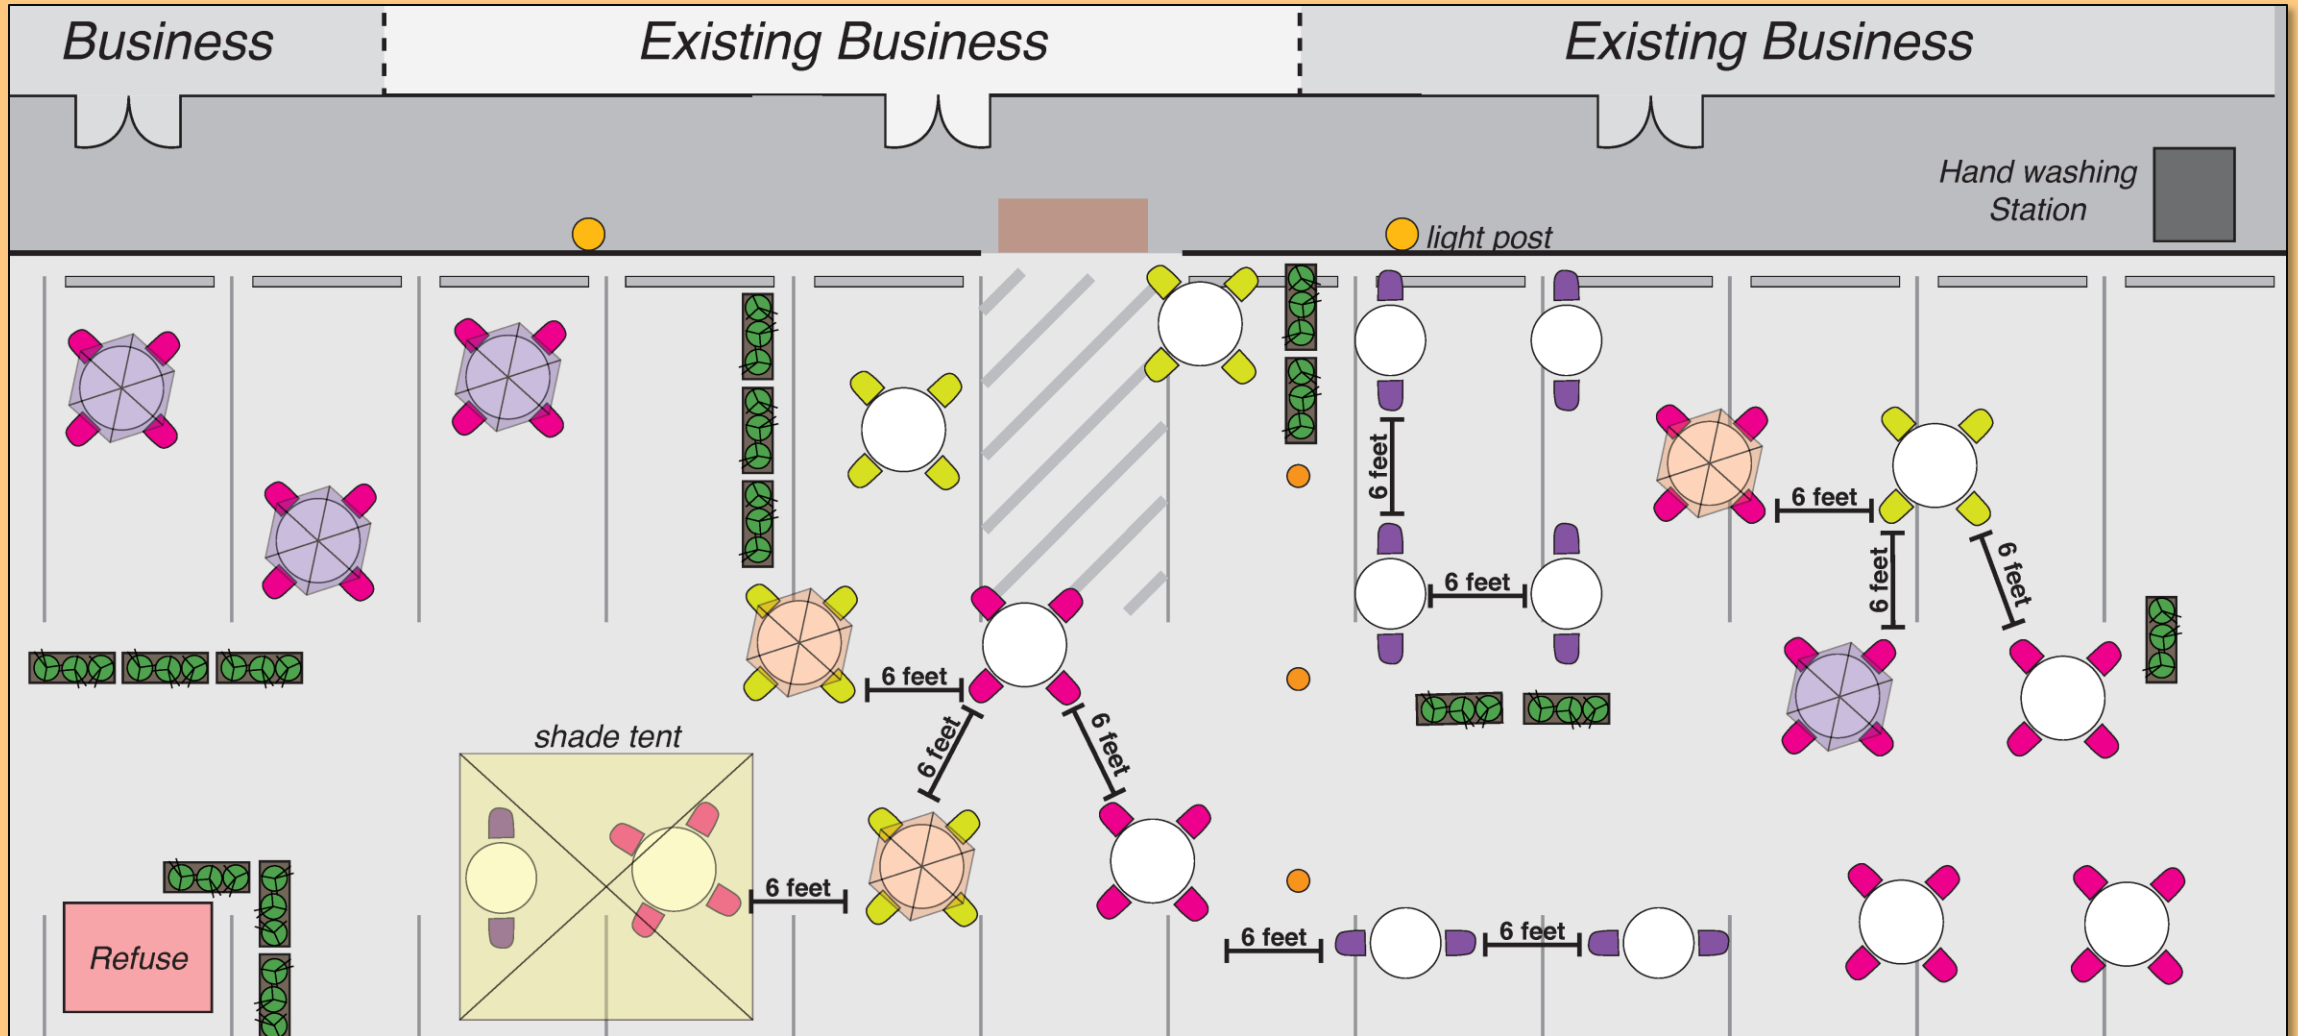 Business
Existing Business
Existing Business
Hand washing
Station
light post
6 feet
6 feet
6 feet
6 feet
6 feet
6 feet
shade tent
6 feet
6 feet
6 feet
6 feet
6 feet
Refuse